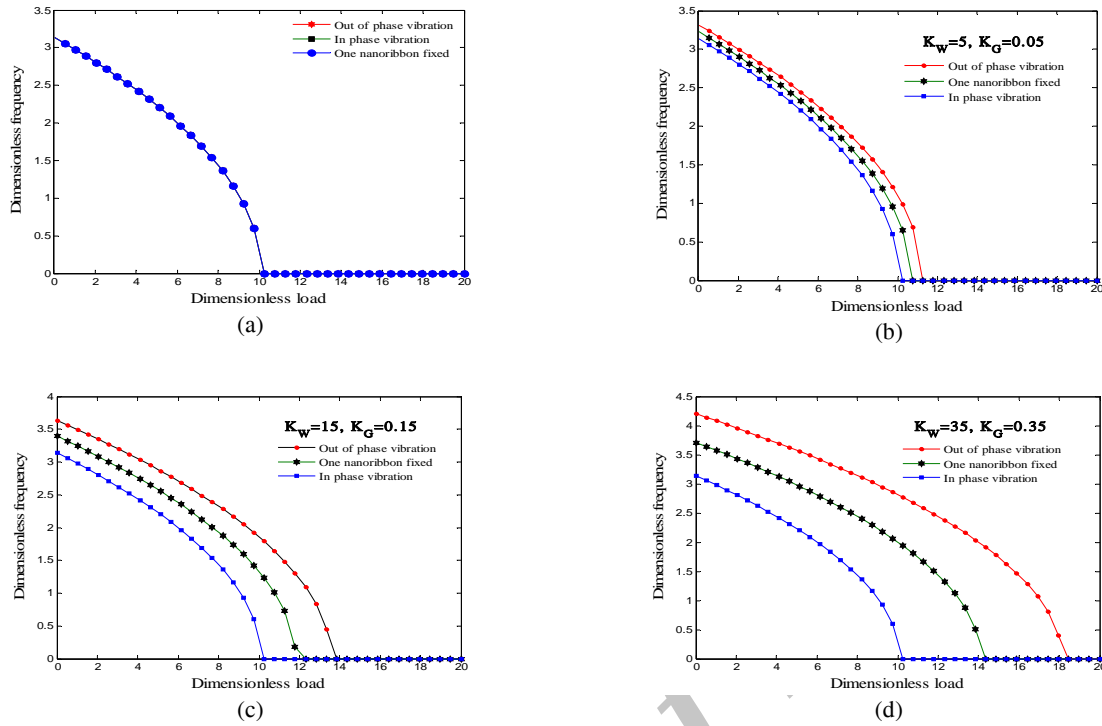 3.5
3
2.5
2
1.5
1
0.5
0
0 2 4 6 8 10 12 14 16 18 20
Dimensionless frequency
Dimensionless load
Out of phase vibration
In phase vibration
One nanoribbon fixed
(a)
3.5
3
2.5
2
1.5
1
0.5
0
0 2 4 6 8 10 12 14 16 18 20
Dimensionless frequency
Dimensionless load
K_W=5, K_G=0.05
Out of phase vibration
One nanoribbon fixed
In phase vibration
(b)
4
3.5
3
2.5
2
1.5
1
0.5
0
0 2 4 6 8 10 12 14 16 18 20
Dimensionless frequency
Dimensionless load
K_W=15, K_G=0.15
Out of phase vibration
One nanoribbon fixed
In phase vibration
(c)
4.5
4
3.5
3
2.5
2
1.5
1
0.5
0
0 2 4 6 8 10 12 14 16 18 20
Dimensionless frequency
Dimensionless load
K_W=35, K_G=0.35
Out of phase vibration
One nanoribbon fixed
In phase vibration
(d)